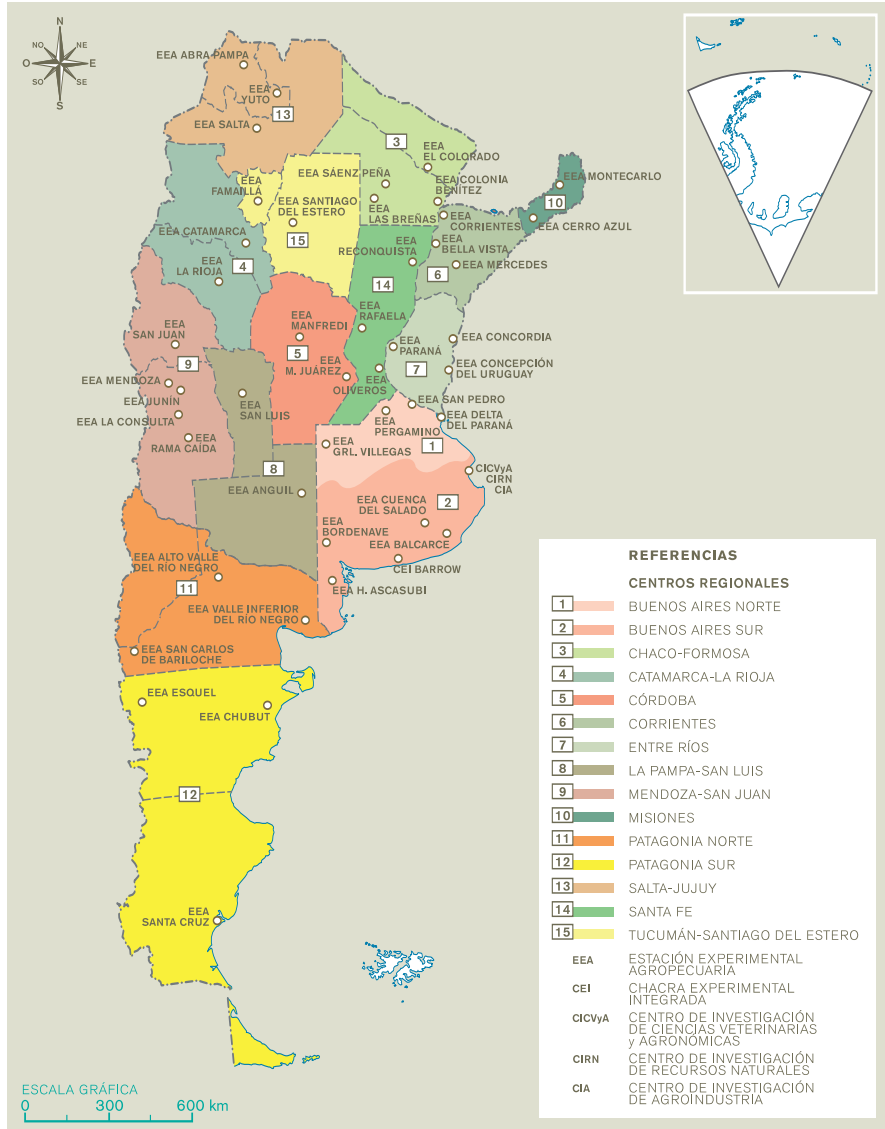 N
NO
NE
O
E
SO
SE
S
EEA ABRA PAMPA
EEA
YUTO
13
EEA SALTA
3
EEA
EL COLORADO
EEA SÁENZ PEÑA
EEA COLONIA
BENÍTEZ
EEA MONTECARLO
EEA
FAMAILLÁ
EEA SANTIAGO
DEL ESTERO
EEA
LAS BREÑAS
EEA
CORRIENTES
10
EEA CERRO AZUL
EEA CATAMARCA
15
EEA
RECONQUISTA
EEA
BELLA VISTA
EEA
LA RIOJA
4
6
EEA MERCEDES
14
EEA
SAN JUAN
EEA
MANFREDI
EEA
RAFAELA
EEA
PARANÁ
EEA CONCORDIA
9
5
EEA
M. JUÁREZ
7
EEA CONCEPCIÓN
DEL URUGUAY
EEA MENDOZA
EEA JUNÍN
EEA
OLIVEROS
EEA LA CONSULTA
EEA
SAN LUIS
EEA SAN PEDRO
EEA
RAMA CAÍDA
EEA
PERGAMINO
EEA DELTA
DEL PARANÁ
EEA
GRL. VILLEGAS
1
8
CICVyA
CIRN
CIA
EEA ANGUIL
EEA CUENCA
DEL SALADO
2
EEA
BORDENAVE
EEA BALCARCE
EEA ALTO VALLE
DEL RÍO NEGRO
CEI BARROW
11
EEA H. ASCASUBI
EEA VALLE INFERIOR
DEL RÍO NEGRO
EEA SAN CARLOS
DE BARILOCHE
EEA ESQUEL
EEA CHUBUT
12
EEA
SANTA CRUZ
REFERENCIAS
CENTROS REGIONALES
1 BUENOS AIRES NORTE
2 BUENOS AIRES SUR
3 CHACO-FORMOSA
4 CATAMARCA-LA RIOJA
5 CÓRDOBA
6 CORRIENTES
7 ENTRE RÍOS
8 LA PAMPA-SAN LUIS
9 MENDOZA-SAN JUAN
10 MISIONES
11 PATAGONIA NORTE
12 PATAGONIA SUR
13 SALTA-JUJUY
14 SANTA FE
15 TUCUMÁN-SANTIAGO DEL ESTERO
EEA ESTACIÓN EXPERIMENTAL
AGROPECUARIA
CEI CHACRA EXPERIMENTAL
INTEGRADA
CICVyA CENTRO DE INVESTIGACIÓN
DE CIENCIAS VETERINARIAS
y AGRONÓMICAS
CIRN CENTRO DE INVESTIGACIÓN
DE RECURSOS NATURALES
CIA CENTRO DE INVESTIGACIÓN
DE AGROINDUSTRIA
ESCALA GRÁFICA
0 300 600 km